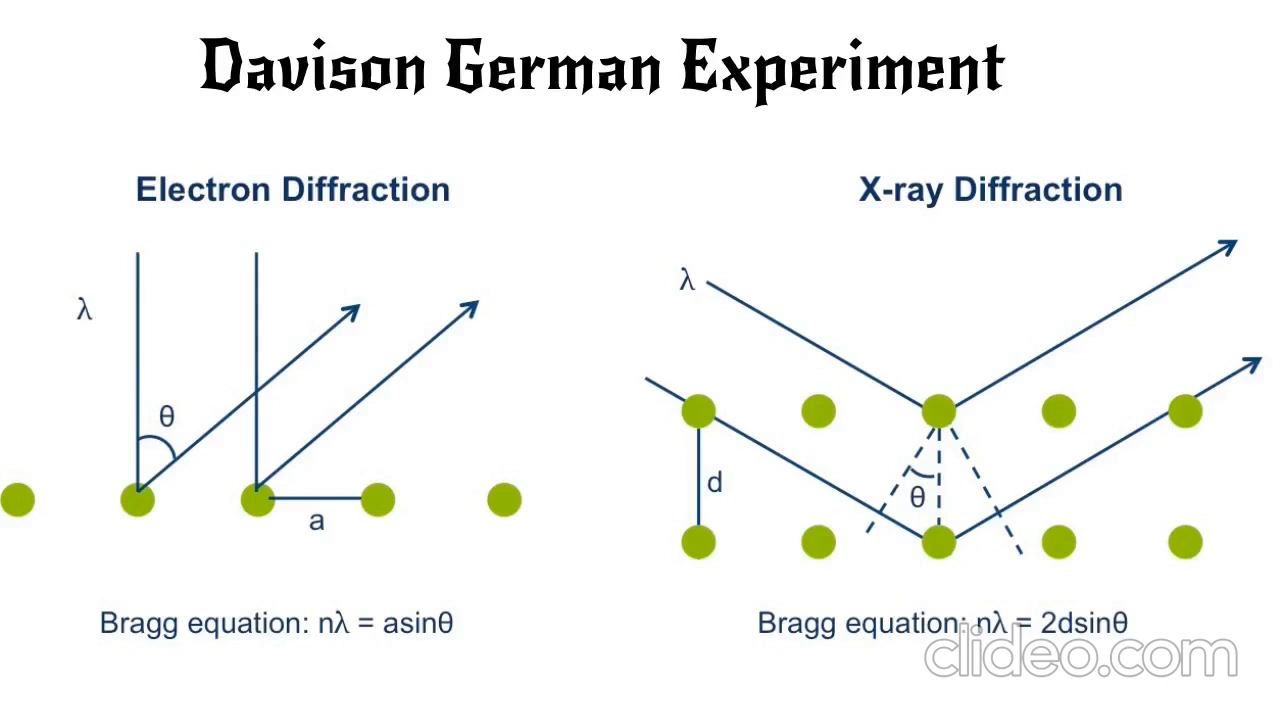 Davison German Experiment
Electron Diffraction
X-ray Diffraction
λ
θ
a
λ
d
θ
Bragg equation: nλ = asinθ
Bragg equation: nλ = 2dsinθ
clideo.com